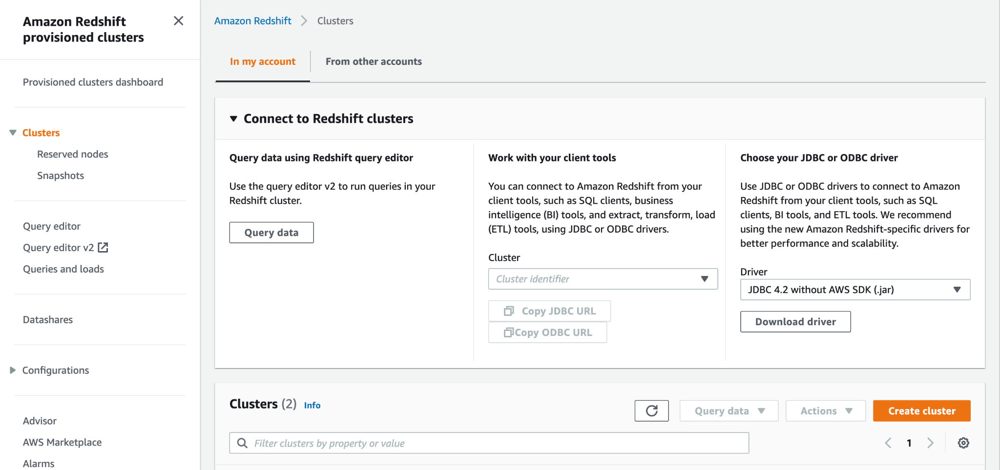 Amazon Redshift
provisioned clusters
Provisioned clusters dashboard
Clusters
Reserved nodes
Snapshots
Query editor
Query editor v2
Queries and loads
Datashares
Configurations
Advisor
AWS Marketplace
Alarms
Amazon Redshift > Clusters
In my account
From other accounts
Connect to Redshift clusters
Query data using Redshift query editor
Use the query editor v2 to run queries in your
Redshift cluster.
Query data
Work with your client tools
You can connect to Amazon Redshift from your
client tools, such as SQL clients, business
intelligence (BI) tools, and extract, transform, load
(ETL) tools, using JDBC or ODBC drivers.
Cluster
Cluster identifier
Copy JDBC URL
Copy ODBC URL
Choose your JDBC or ODBC driver
Use JDBC or ODBC drivers to connect to Amazon
Redshift from your client tools, such as SQL
clients, BI tools, and ETL tools. We recommend
using the new Amazon Redshift-specific drivers for
better performance and scalability.
Driver
JDBC 4.2 without AWS SDK (.jar)
Download driver
Clusters (2) Info
Query data
Actions
Create cluster
Filter clusters by property or value
1